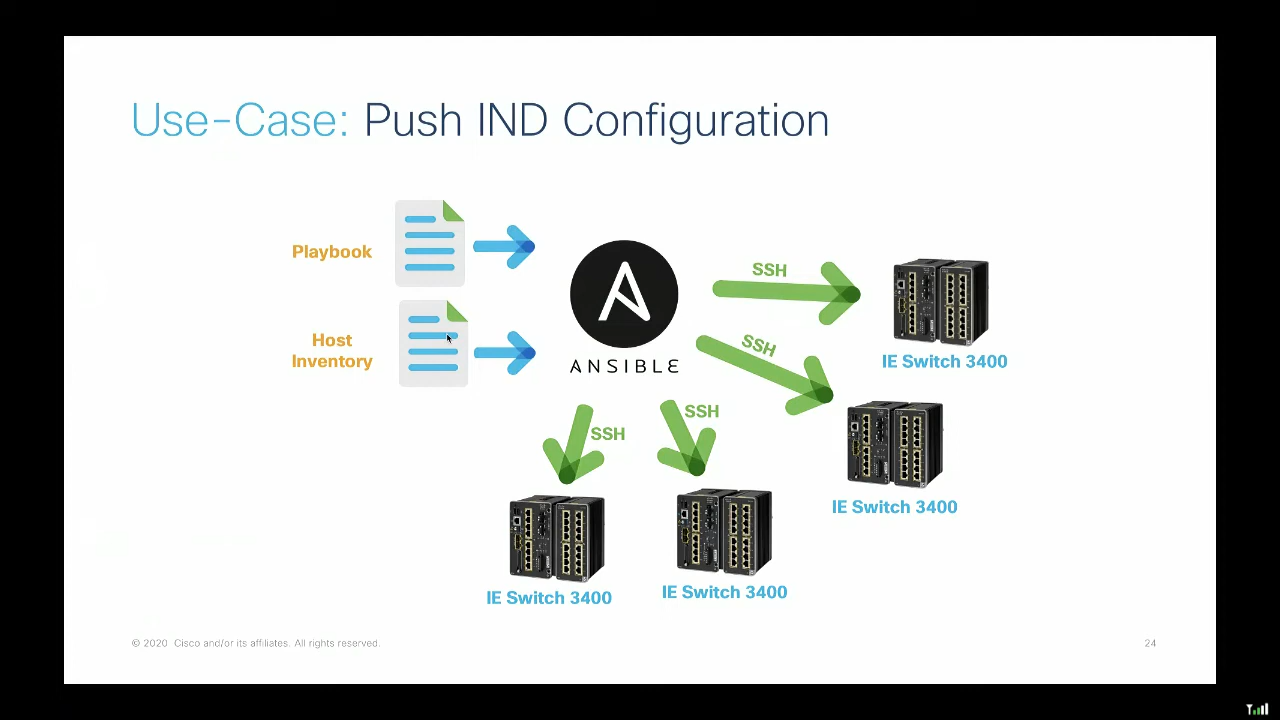 Use-Case: Push IND Configuration
Playbook
Host
Inventory
ANSIBLE
SSH
IE Switch 3400
SSH
IE Switch 3400
SSH
SSH
IE Switch 3400
IE Switch 3400
© 2020 Cisco and/or its affiliates. All rights reserved.
24